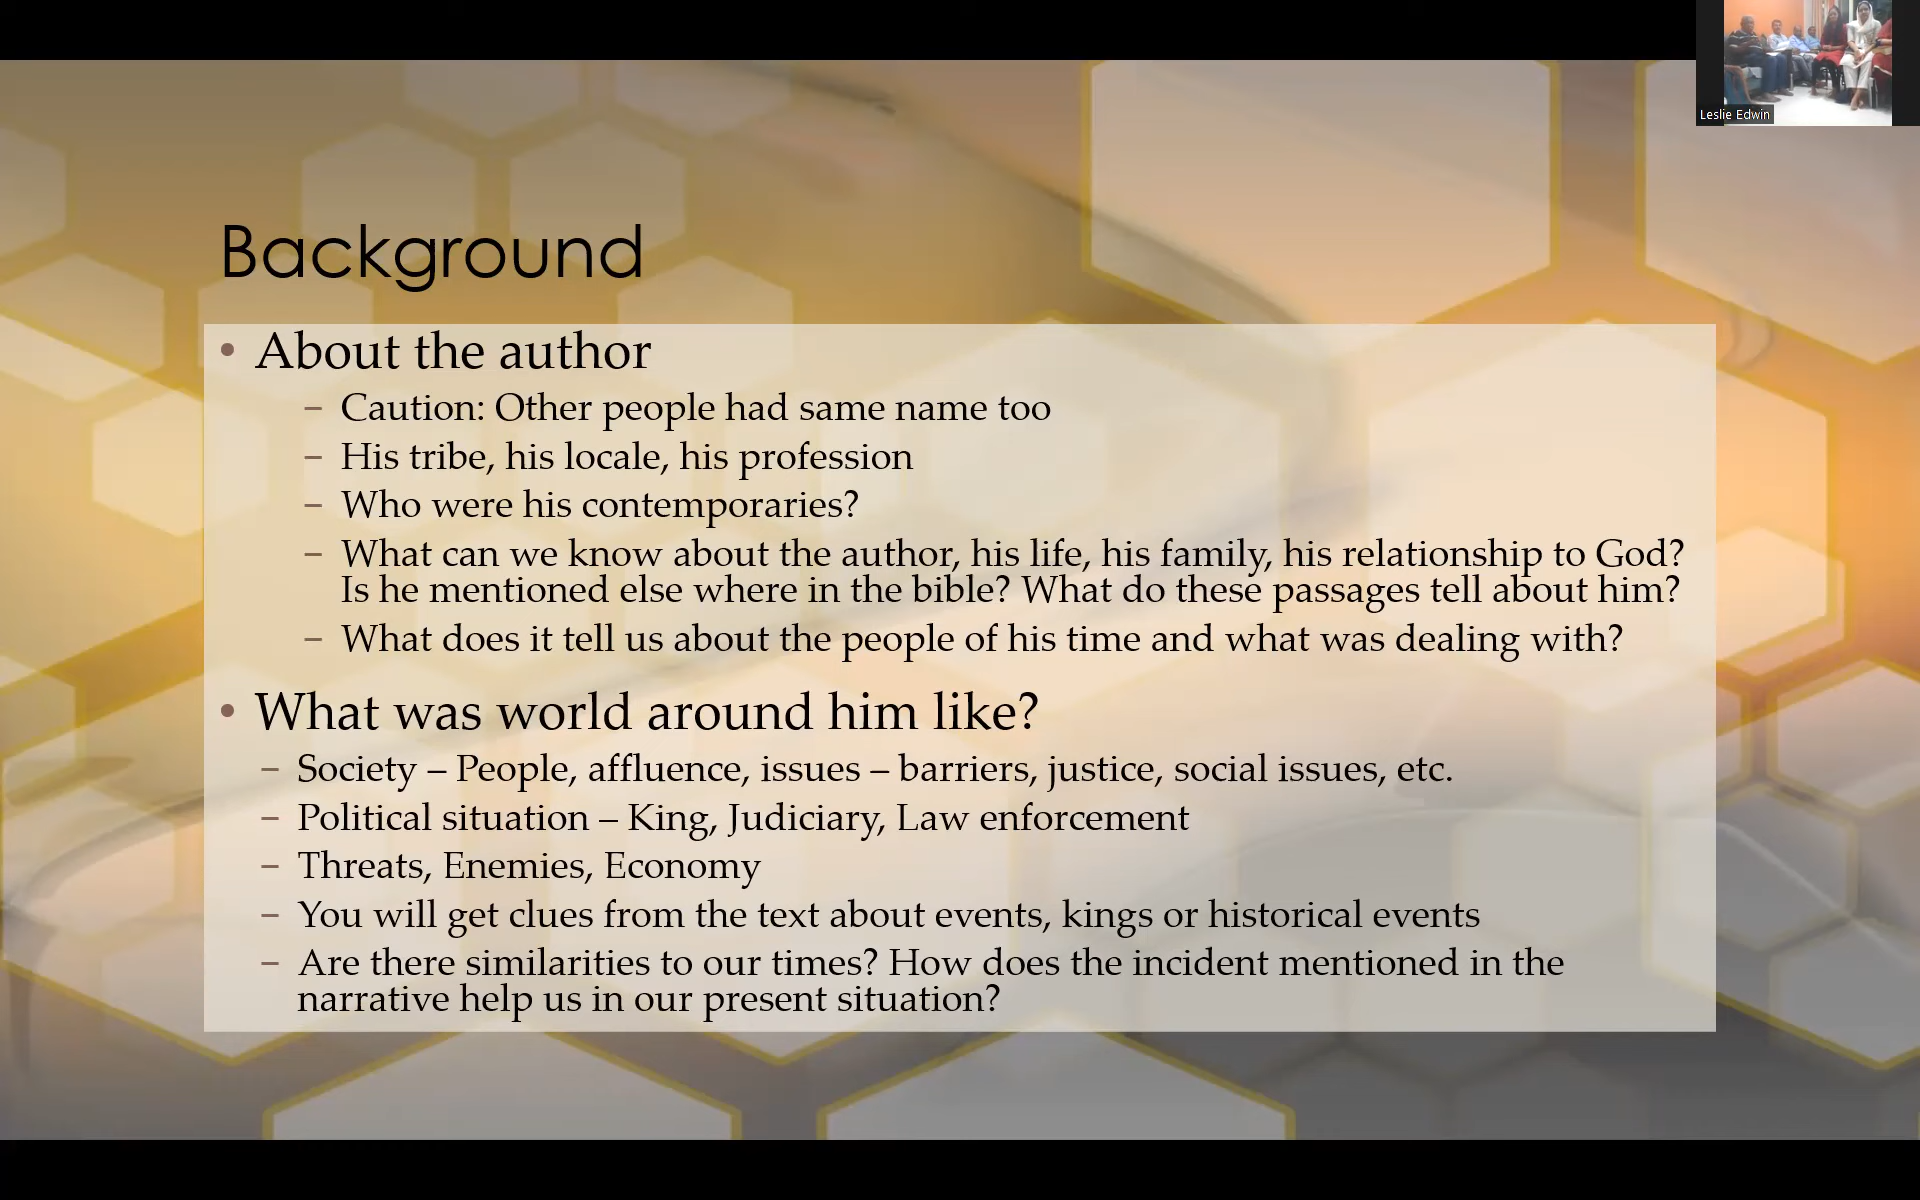 Leslie Edwin
Background
• About the author
– Caution: Other people had same name too
– His tribe, his locale, his profession
– Who were his contemporaries?
– What can we know about the author, his life, his family, his relationship to God?
Is he mentioned else where in the bible? What do these passages tell about him?
– What does it tell us about the people of his time and what was dealing with?
• What was world around him like?
– Society – People, affluence, issues – barriers, justice, social issues, etc.
– Political situation – King, Judiciary, Law enforcement
– Threats, Enemies, Economy
– You will get clues from the text about events, kings or historical events
– Are there similarities to our times? How does the incident mentioned in the
narrative help us in our present situation?